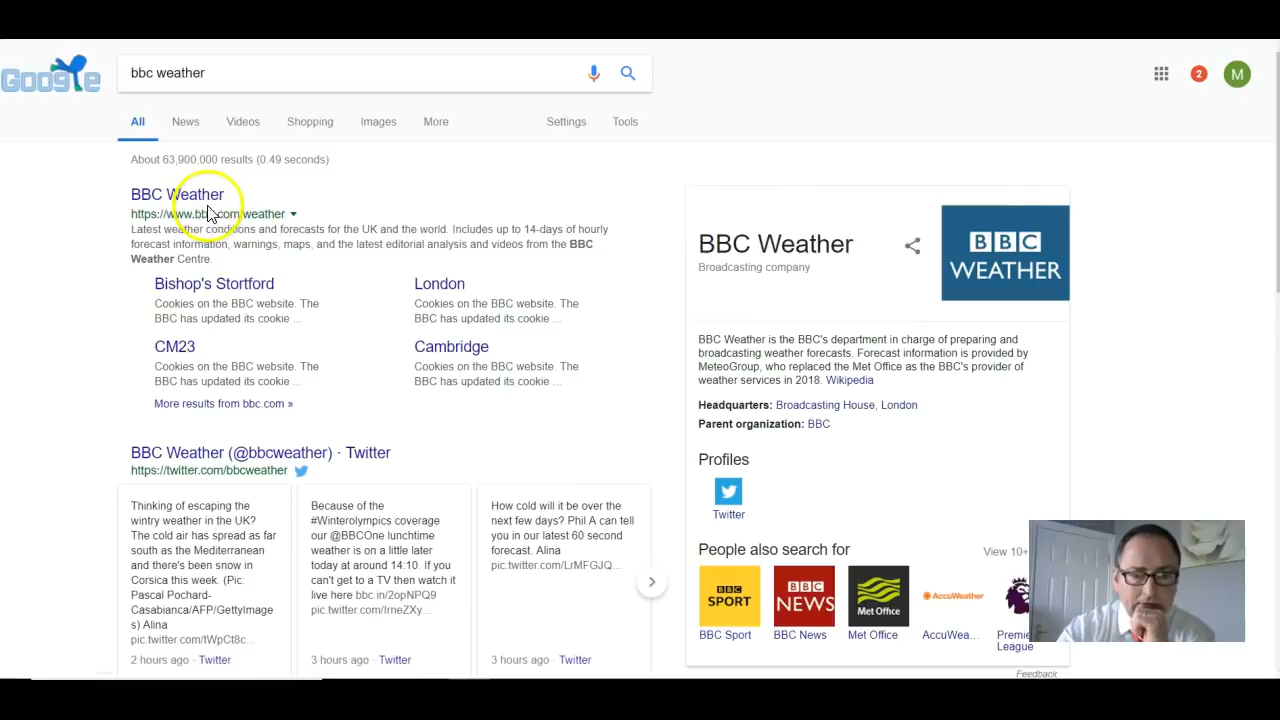 Google
bbc weather
2
M
All
News
Videos
Shopping
Images
More
Settings
Tools
About 63,900,000 results (0.49 seconds)
BBC Weather
https://www.bbc.com/weather
Latest weather conditions and forecasts for the UK and the world. Includes up to 14-days of hourly
forecast information, warnings, maps, and the latest editorial analysis and videos from the BBC
Weather Centre.
Bishop's Stortford
Cookies on the BBC website. The
BBC has updated its cookie ...
London
Cookies on the BBC website. The
BBC has updated its cookie ...
CM23
Cookies on the BBC website. The
BBC has updated its cookie ...
Cambridge
Cookies on the BBC website. The
BBC has updated its cookie ...
More results from bbc.com »
BBC Weather (@bbcweather) · Twitter
https://twitter.com/bbcweather
Thinking of escaping the
wintry weather in the UK?
The cold air has spread as far
south as the Mediterranean
and there's been snow in
Corsica this week. (Pic:
Pascal Pochard-
Casabianca/AFP/GettyImage
s) Alina
pic.twitter.com/tWpCt8c...
2 hours ago · Twitter
Because of the
#Winterolympics coverage
our @BBCOne lunchtime
weather is on a little later
today at around 14:10. If you
can't get to a TV then watch it
live here bbc.in/2opNPQ9
pic.twitter.com/IrneZXy...
3 hours ago · Twitter
How cold will it be over the
next few days? Phil A can tell
you in our latest 60 second
forecast. Alina
pic.twitter.com/LrMFGJQ...
3 hours ago · Twitter
BBC Weather
Broadcasting company
BBC
WEATHER
BBC Weather is the BBC's department in charge of preparing and
broadcasting weather forecasts. Forecast information is provided by
MeteoGroup, who replaced the Met Office as the BBC's provider of
weather services in 2018. Wikipedia
Headquarters: Broadcasting House, London
Parent organization: BBC
Profiles
Twitter
People also search for
View 10+
BBC
SPORT
BBC Sport
BBC
NEWS
BBC News
Met Office
Met Office
AccuWeather
AccuWea...
Premie
League
Feedback